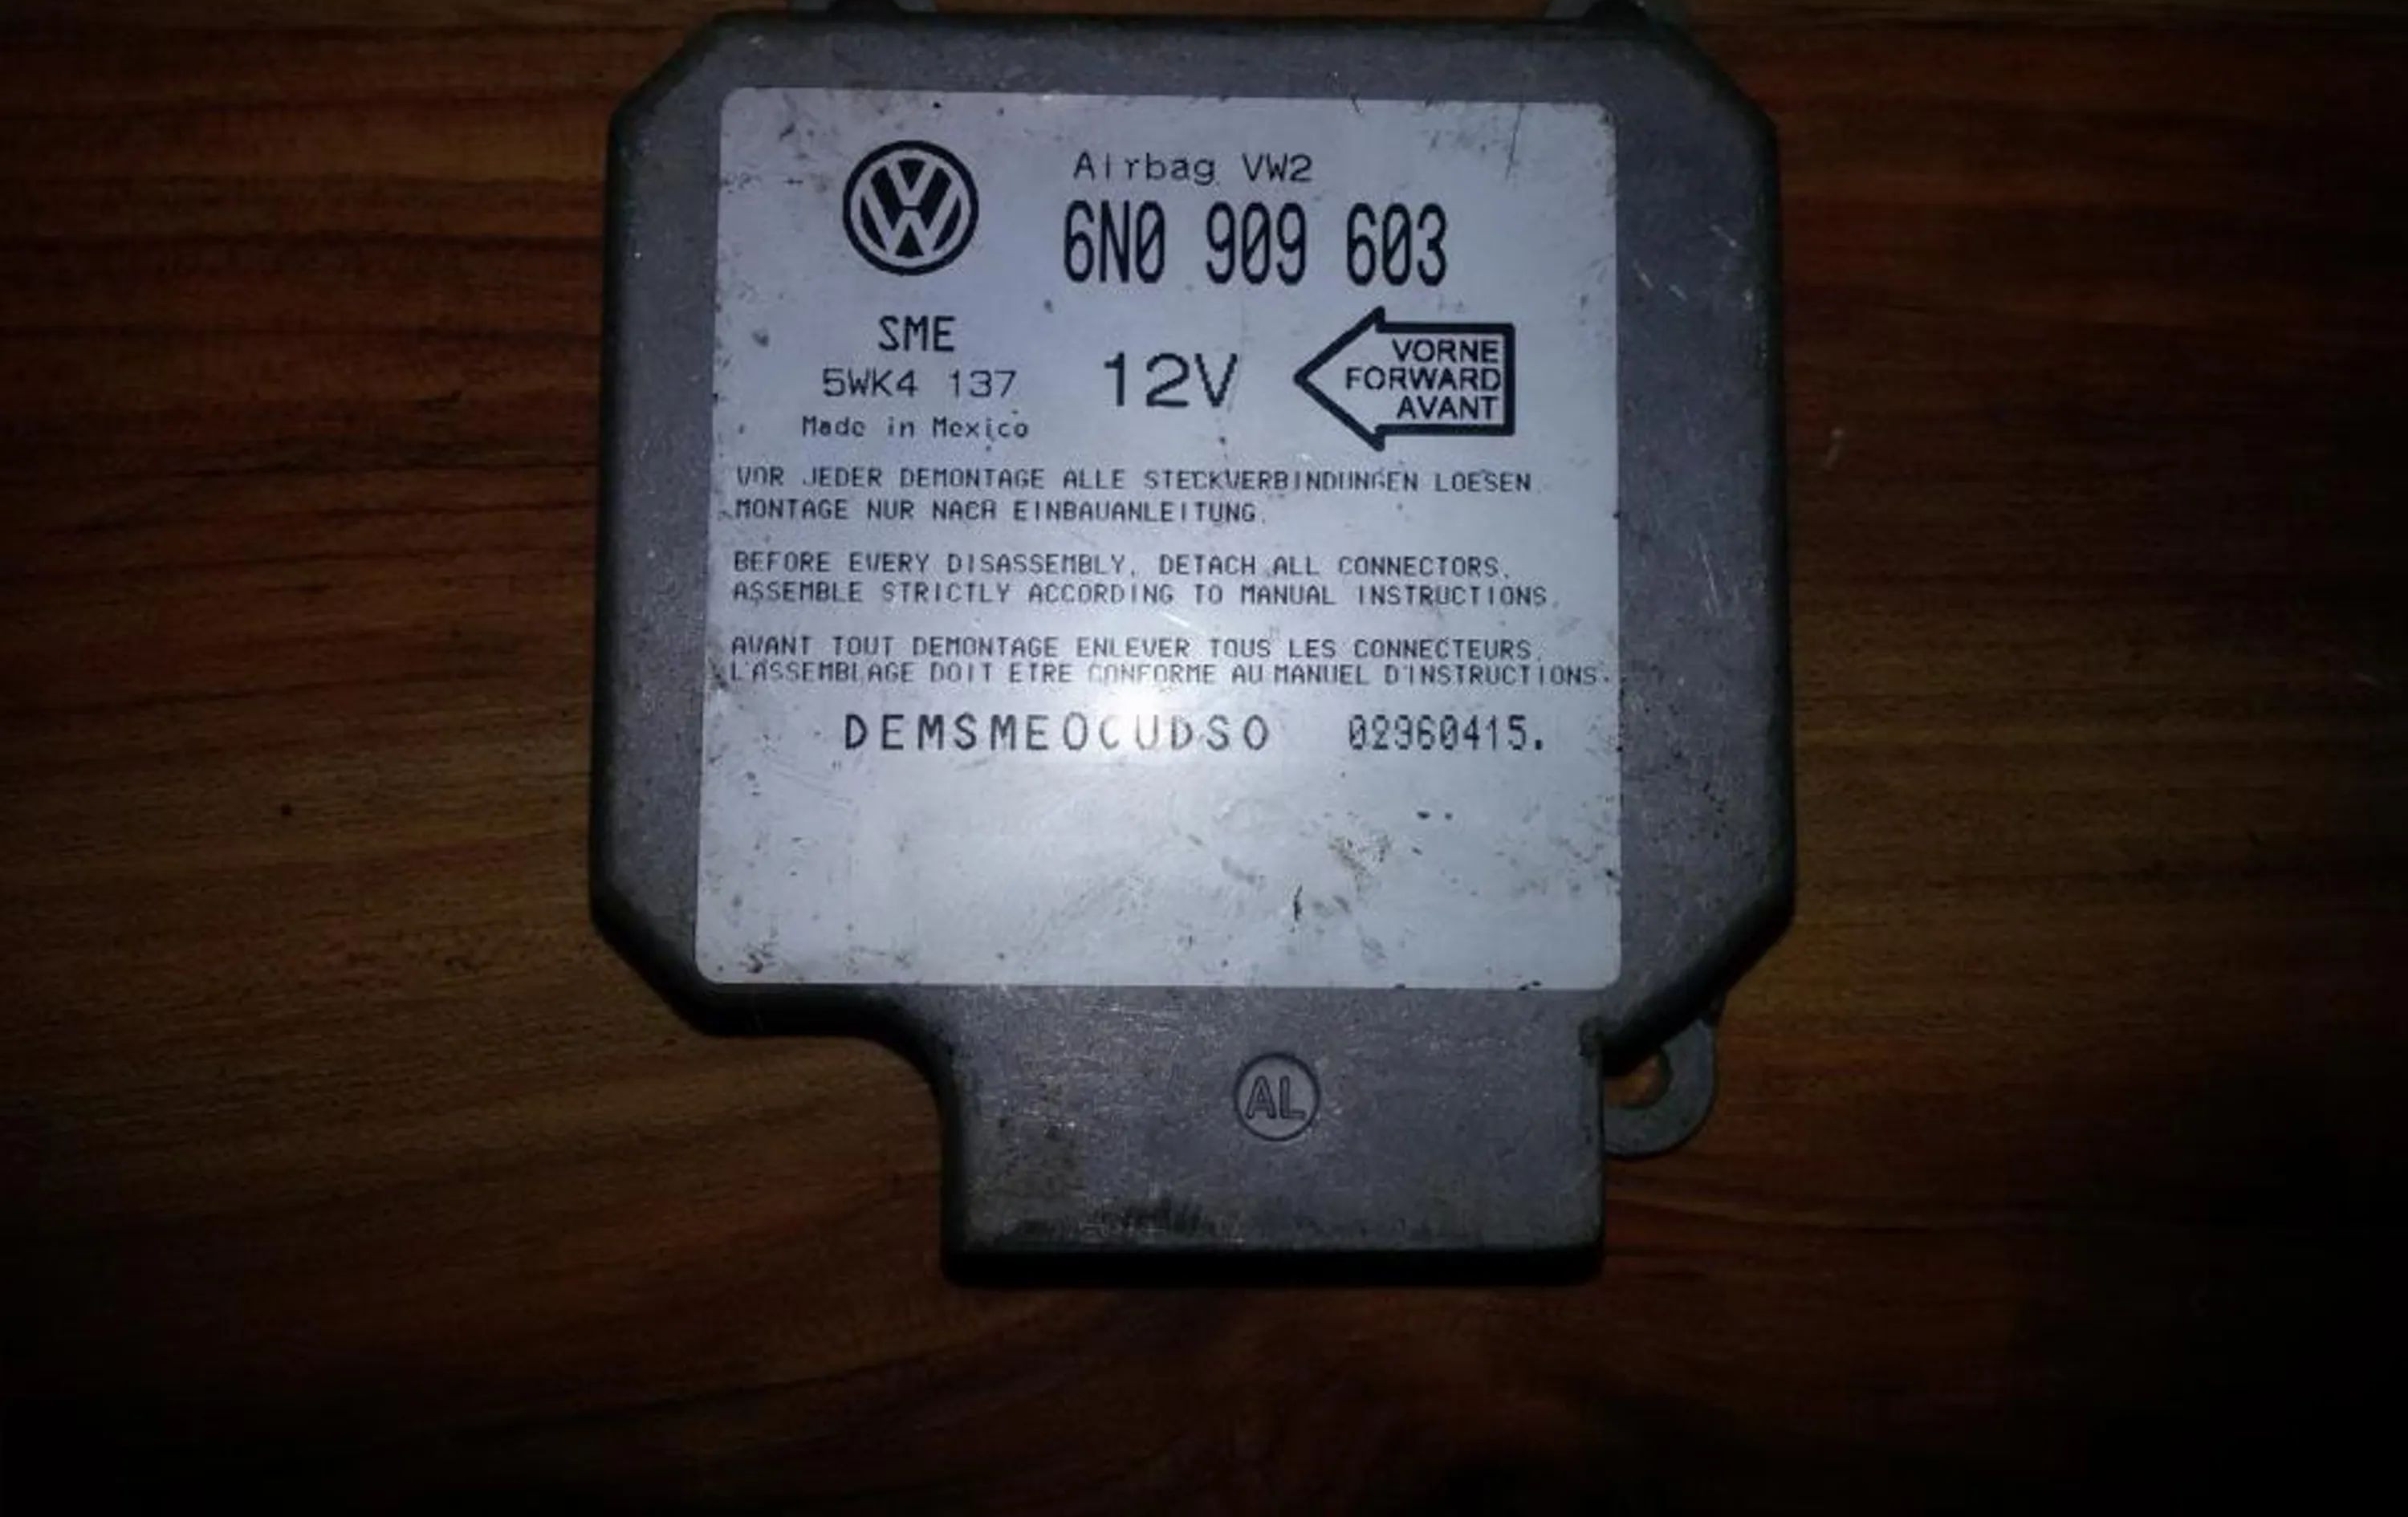 Airbag VW2
6N0 909 603
SME
5WK4 137
Made in Mexico
12V
VORNE
FORWARD
AVANT
VOR JEDER DEMONTAGE ALLE STECKVERBINDUNGEN LOESEN.
MONTAGE NUR NACH EINBAUANLEITUNG.
BEFORE EVERY DISASSEMBLY, DETACH ALL CONNECTORS.
ASSEMBLE STRICTLY ACCORDING TO MANUAL INSTRUCTIONS.
AVANT TOUT DEMONTAGE ENLEVER TOUS LES CONNECTEURS.
L'ASSEMBLAGE DOIT ETRE CONFORME AU MANUEL D'INSTRUCTIONS.
DEMSME0CUDSO 02960415.
AL